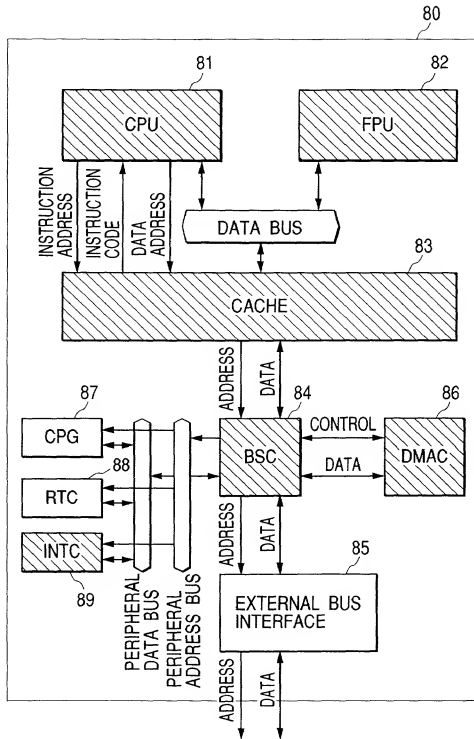 80
81
82
CPU
FPU
INSTRUCTION
ADDRESS
INSTRUCTION
CODE
DATA
ADDRESS
DATA BUS
83
CACHE
ADDRESS
DATA
87
84
86
CPG
CONTROL
88
BSC
DMAC
RTC
DATA
INTC
89
ADDRESS
DATA
85
PERIPHERAL
DATA BUS
PERIPHERAL
ADDRESS BUS
EXTERNAL BUS
INTERFACE
ADDRESS
DATA